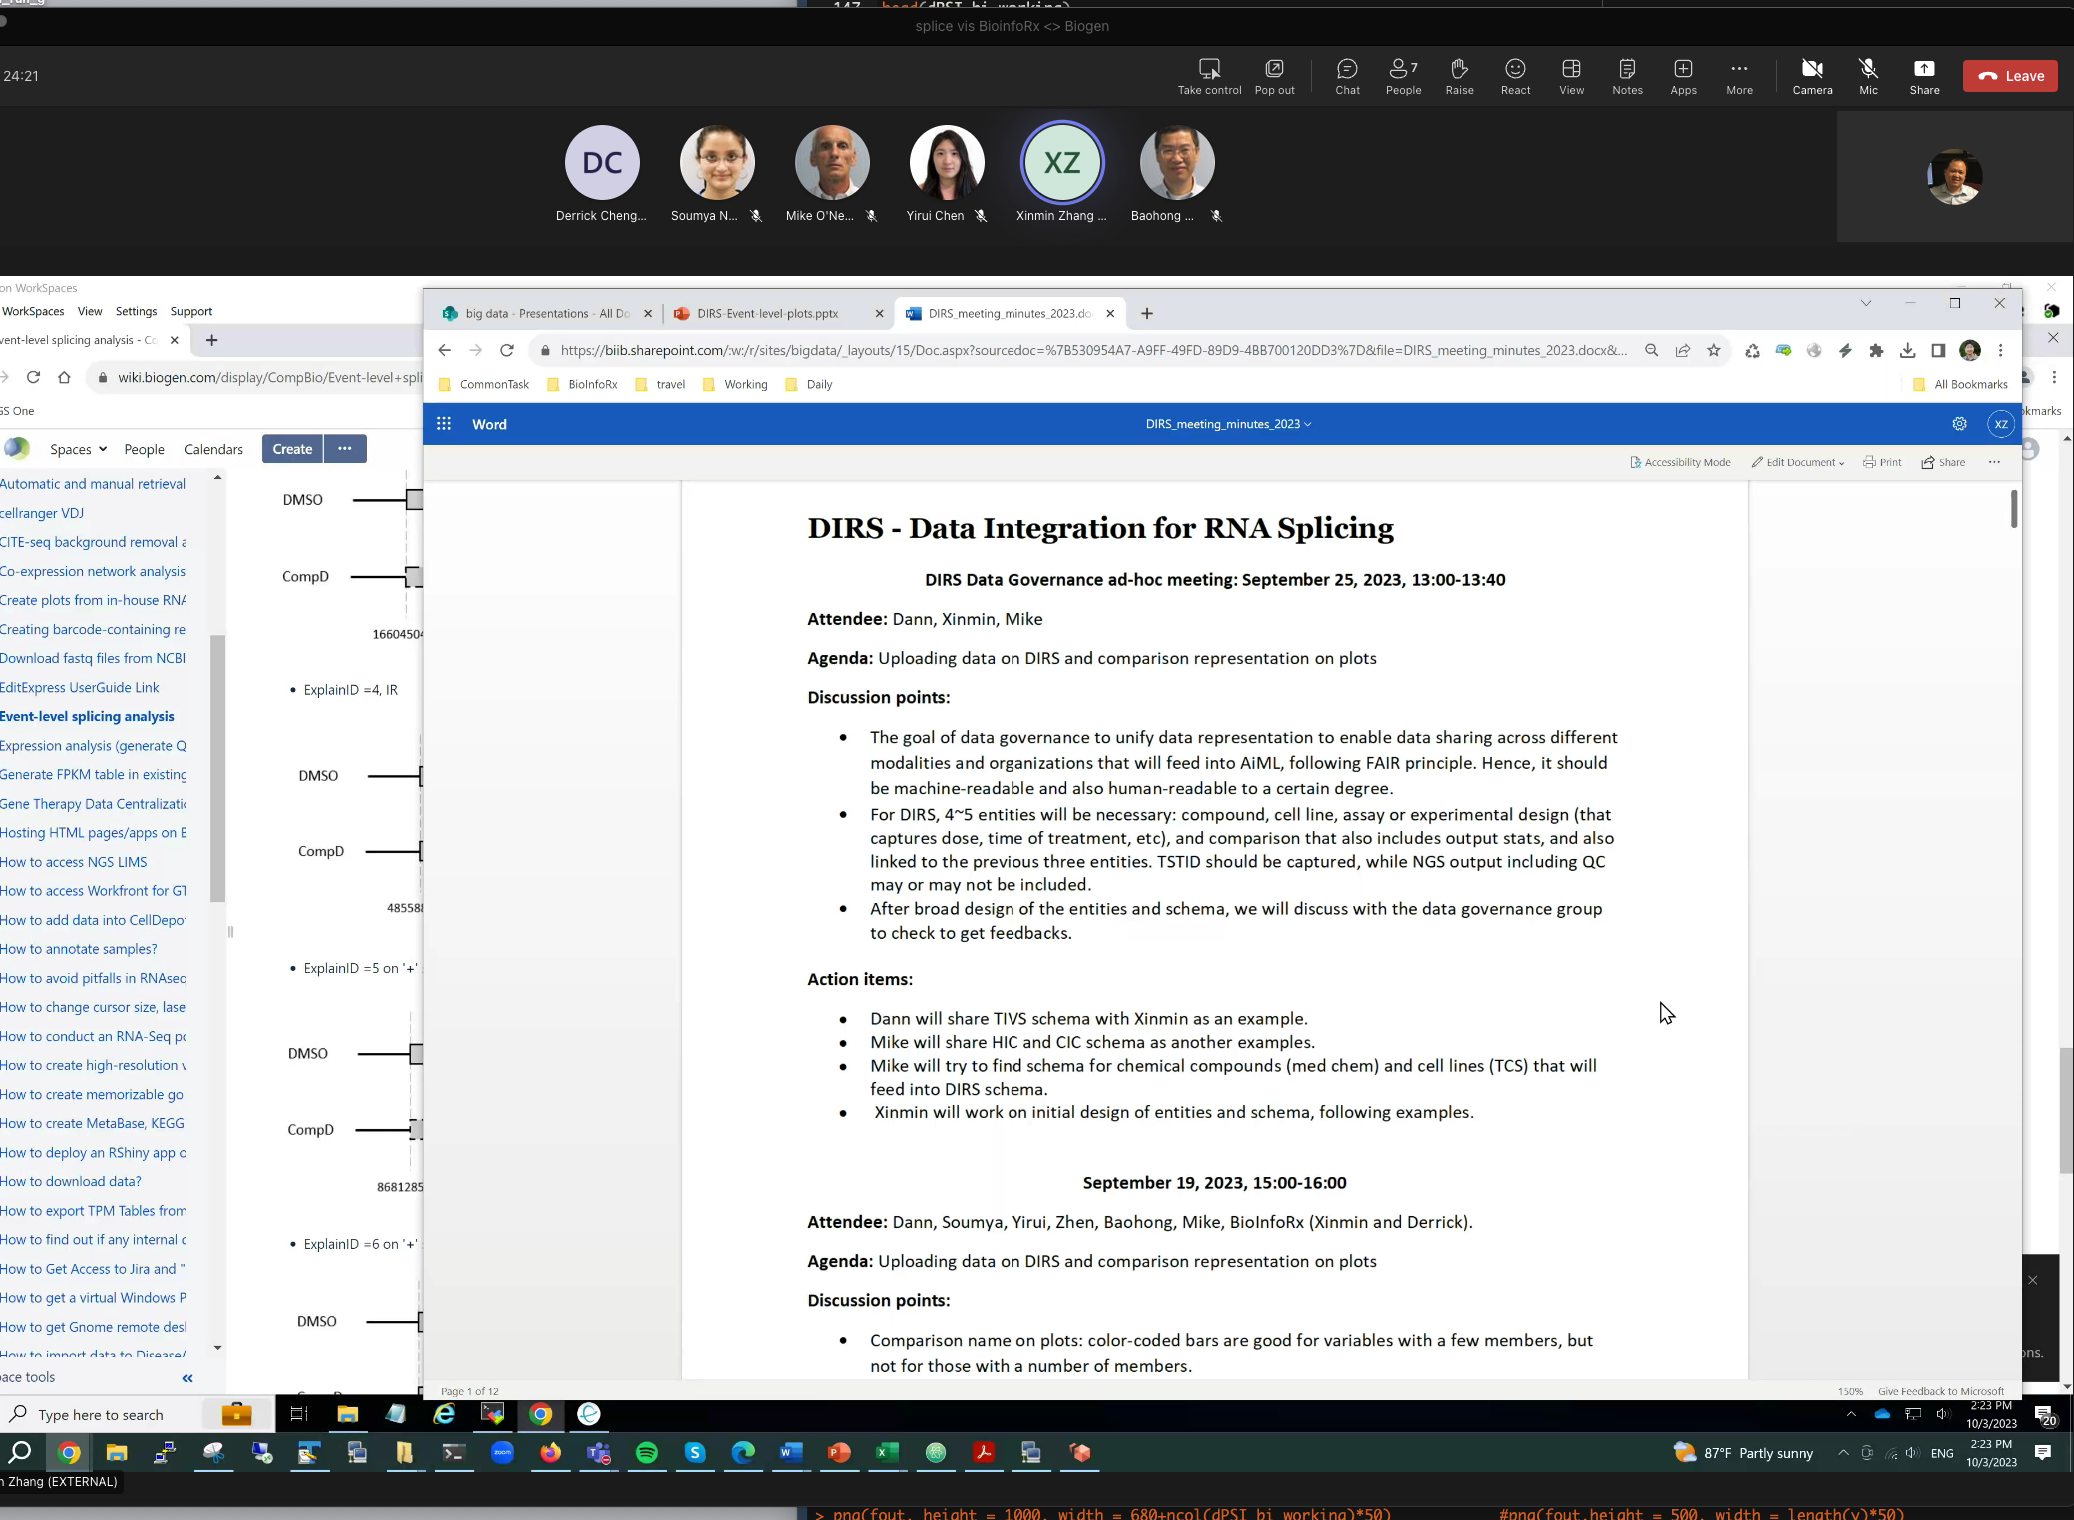 147 head(dPSI_bi_working)
splice vis BioinfoRx <> Biogen
24:21
Take control
Pop out
Chat
7
People
Raise
React
View
Notes
Apps
More
Camera
Mic
Share
Leave
DC
XZ
Derrick Cheng...
Soumya N...
Mike O'Ne...
Yirui Chen
Xinmin Zhang ...
Baohong ...
on WorkSpaces
WorkSpaces View Settings Support
vent-level splicing analysis - Co
wiki.biogen.com/display/CompBio/Event-level+spli
GS One
Spaces People Calendars Create ...
Automatic and manual retrieval
cellranger VDJ
CITE-seq background removal a
Co-expression network analysis
Create plots from in-house RNA
Creating barcode-containing re
Download fastq files from NCBI
EditExpress UserGuide Link
Event-level splicing analysis
Expression analysis (generate Q
Generate FPKM table in existing
Gene Therapy Data Centralizatio
Hosting HTML pages/apps on E
How to access NGS LIMS
How to access Workfront for GT
How to add data into CellDepot
How to annotate samples?
How to avoid pitfalls in RNAseq
How to change cursor size, lase
How to conduct an RNA-Seq po
How to create high-resolution v
How to create memorizable go
How to create MetaBase, KEGG
How to deploy an RShiny app o
How to download data?
How to export TPM Tables from
How to find out if any internal d
How to Get Access to Jira and "
How to get a virtual Windows P
How to get Gnome remote desk
How to import data to Disease/
ace tools
«
DMSO
CompD
16604504
• ExplainID =4, IR
DMSO
CompD
485588
• ExplainID =5 on '+'
DMSO
CompD
8681285
• ExplainID =6 on '+'
DMSO
big data - Presentations - All Do
DIRS-Event-level-plots.pptx
DIRS_meeting_minutes_2023.do
https://biib.sharepoint.com/:w:/r/sites/bigdata/_layouts/15/Doc.aspx?sourcedoc=%7B530954A7-A9FF-49FD-89D9-4BB700120DD3%7D&file=DIRS_meeting_minutes_2023.docx&...
CommonTask BioInfoRx travel Working Daily
All Bookmarks
kmarks
Word
DIRS_meeting_minutes_2023
XZ
Accessibility Mode Edit Document Print Share ...
DIRS - Data Integration for RNA Splicing
DIRS Data Governance ad-hoc meeting: September 25, 2023, 13:00-13:40
Attendee: Dann, Xinmin, Mike
Agenda: Uploading data on DIRS and comparison representation on plots
Discussion points:
• The goal of data governance to unify data representation to enable data sharing across different
modalities and organizations that will feed into AiML, following FAIR principle. Hence, it should
be machine-readable and also human-readable to a certain degree.
• For DIRS, 4~5 entities will be necessary: compound, cell line, assay or experimental design (that
captures dose, time of treatment, etc), and comparison that also includes output stats, and also
linked to the previous three entities. TSTID should be captured, while NGS output including QC
may or may not be included.
• After broad design of the entities and schema, we will discuss with the data governance group
to check to get feedbacks.
Action items:
• Dann will share TIVS schema with Xinmin as an example.
• Mike will share HIC and CIC schema as another examples.
• Mike will try to find schema for chemical compounds (med chem) and cell lines (TCS) that will
feed into DIRS schema.
• Xinmin will work on initial design of entities and schema, following examples.
September 19, 2023, 15:00-16:00
Attendee: Dann, Soumya, Yirui, Zhen, Baohong, Mike, BioInfoRx (Xinmin and Derrick).
Agenda: Uploading data on DIRS and comparison representation on plots
Discussion points:
• Comparison name on plots: color-coded bars are good for variables with a few members, but
not for those with a number of members.
ons.
Page 1 of 12
150% Give Feedback to Microsoft
Type here to search
2:23 PM
10/3/2023
20
87°F Partly sunny
ENG
2:23 PM
10/3/2023
n Zhang (EXTERNAL)
> png(fout, height = 1000, width = 680+ncol(dPSI_bi_working)*50)
#png(fout,height = 500, width = length(y)*50)